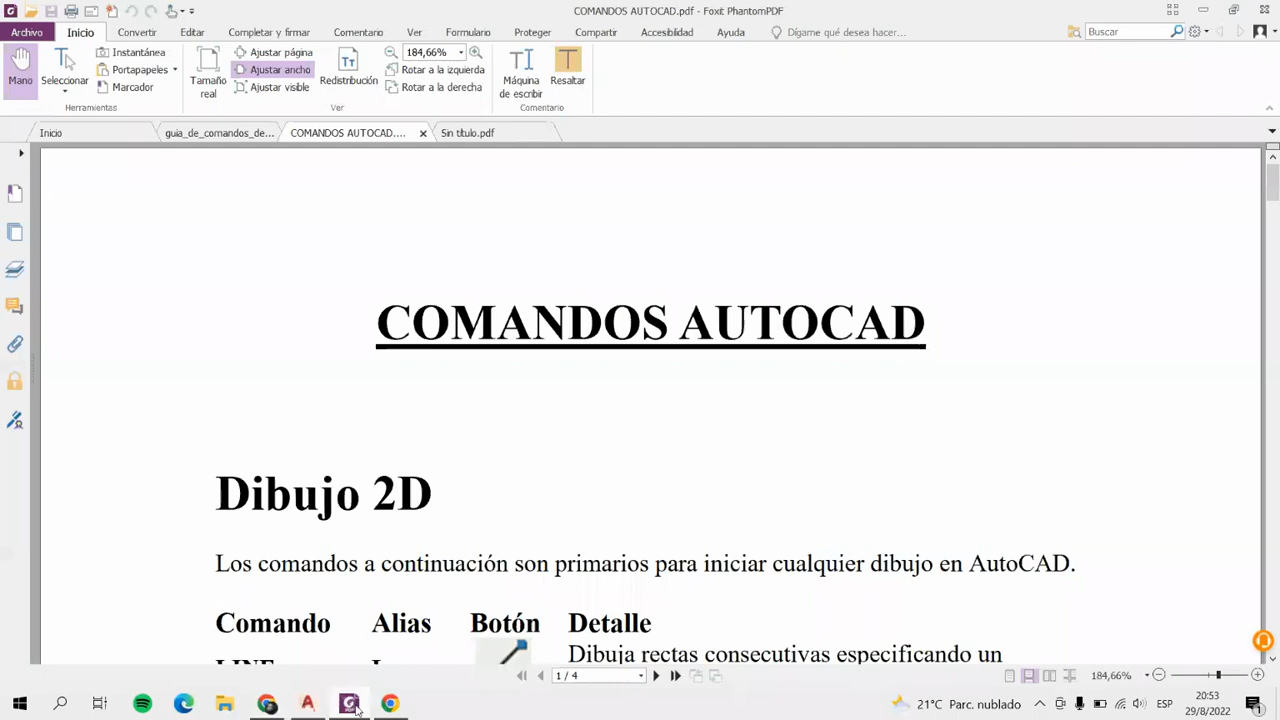 COMANDOS AUTOCAD.pdf - Foxit PhantomPDF
Archivo Inicio Convertir Editar Completar y firmar Comentario Ver Formulario Proteger Compartir Accesibilidad Ayuda Dígame qué desea hacer... Buscar
Mano
Seleccionar
Instantánea
Portapapeles
Marcador
Herramientas
Tamaño real
Ajustar página
Ajustar ancho
Ajustar visible
Redistribución
184,66%
Rotar a la izquierda
Rotar a la derecha
Ver
Máquina de escribir
Resaltar
Comentario
Inicio guia_de_comandos_de... COMANDOS AUTOCAD.... Sin título.pdf
COMANDOS AUTOCAD
Dibujo 2D
Los comandos a continuación son primarios para iniciar cualquier dibujo en AutoCAD.
Comando Alias Botón Detalle
LINE L Dibuja rectas consecutivas especificando un
1 / 4 184,66%
21°C Parc. nublado ESP 20:53
29/8/2022